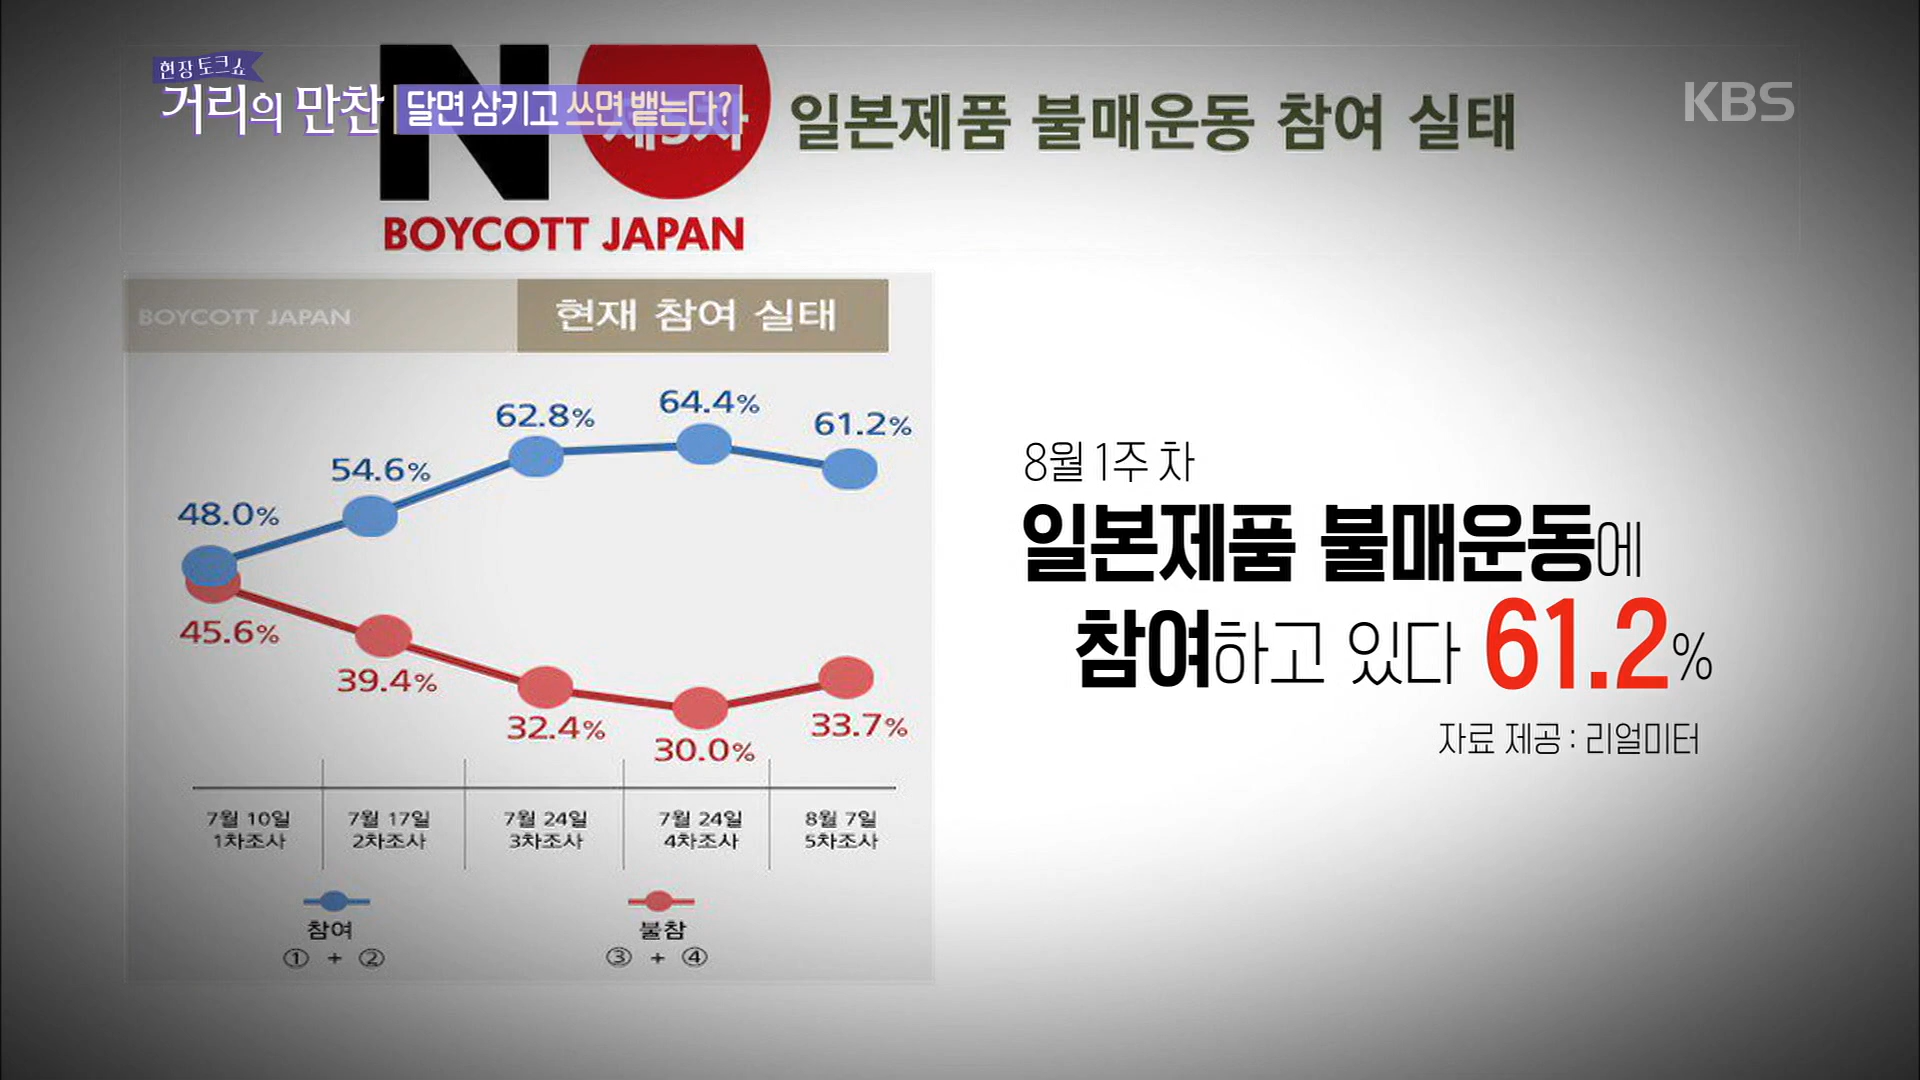 현장 토크쇼
거리의 만찬
달면 삼키고 쓰면 뱉는다?
KBS
NO
제5차
일본제품 불매운동 참여 실태
BOYCOTT JAPAN
BOYCOTT JAPAN
현재 참여 실태
48.0%
54.6%
62.8%
64.4%
61.2%
45.6%
39.4%
32.4%
30.0%
33.7%
7월 10일
1차조사
7월 17일
2차조사
7월 24일
3차조사
7월 24일
4차조사
8월 7일
5차조사
참여
① + ②
불참
③ + ④
8월 1주 차
일본제품 불매운동에
참여하고 있다 61.2%
자료 제공 : 리얼미터